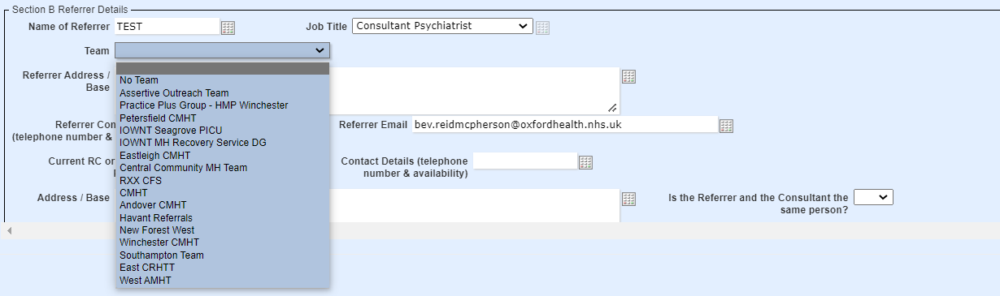 Section B Referrer Details
Name of Referrer TEST Job Title Consultant Psychiatrist
Team
Referrer Address /
Base
No Team
Assertive Outreach Team
Practice Plus Group - HMP Winchester
Petersfield CMHT
IOWNT Seagrove PICU
IOWNT MH Recovery Service DG
Eastleigh CMHT
Central Community MH Team
RXX CFS
CMHT
Andover CMHT
Havant Referrals
New Forest West
Winchester CMHT
Southampton Team
East CRHTT
West AMHT
Referrer Con
(telephone number &
Referrer Email bev.reidmcpherson@oxfordhealth.nhs.uk
Current RC or
Contact Details (telephone
number & availability)
Address / Base
Is the Referrer and the Consultant the
same person?